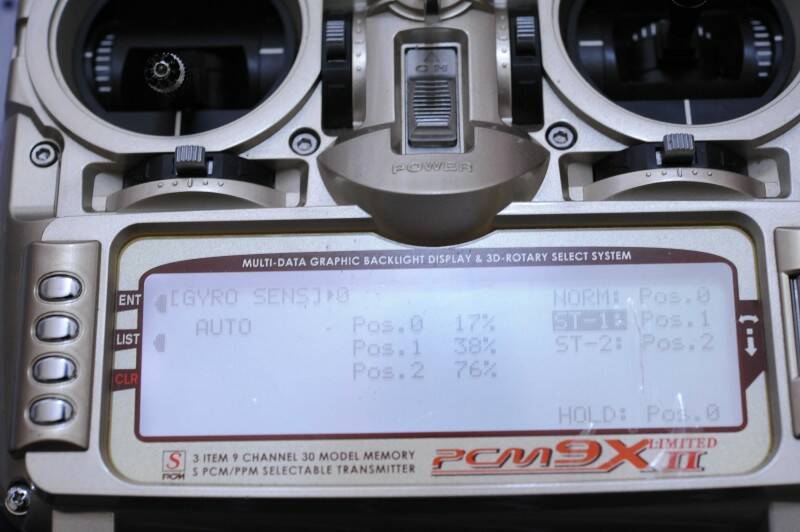 ON
POWER
MULTI-DATA GRAPHIC BACKLIGHT DISPLAY & 3D-ROTARY SELECT SYSTEM
ENT
LIST
CLR
[GYRO SENS]▸0 NORM: Pos.0
AUTO Pos.0 17% ST-1: Pos.1
Pos.1 38% ST-2: Pos.2
Pos.2 76%
HOLD: Pos.0
S PCM
3 ITEM 9 CHANNEL 30 MODEL MEMORY
S PCM/PPM SELECTABLE TRANSMITTER
PCM9X II LIMITED